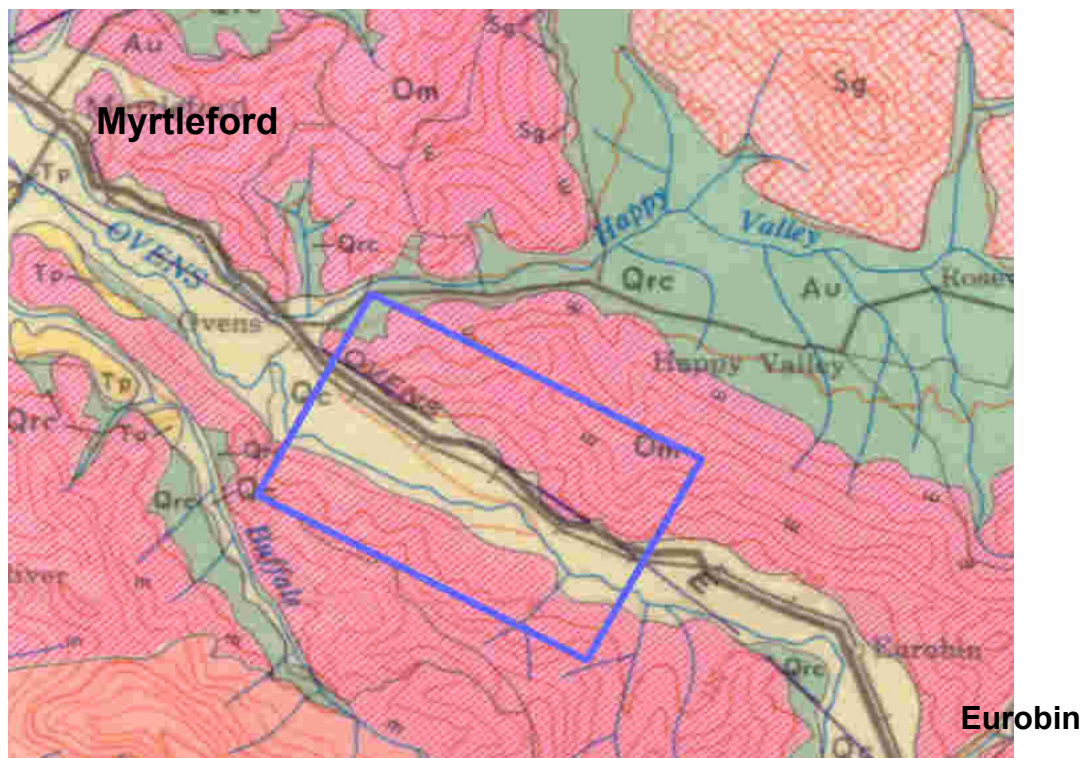 Au
Om
Sg
Sg
Myrtleford
Sg
Tp
OVENS
Happy
Valley
Qrc
Tp
Qrc
Au
Ovens
OVENS
Happy Valley
Qc
Tp
Qrc
Om
Qrc
Buffalo
m
m
m
m
E
Eurobin
Qrc
Eurobin